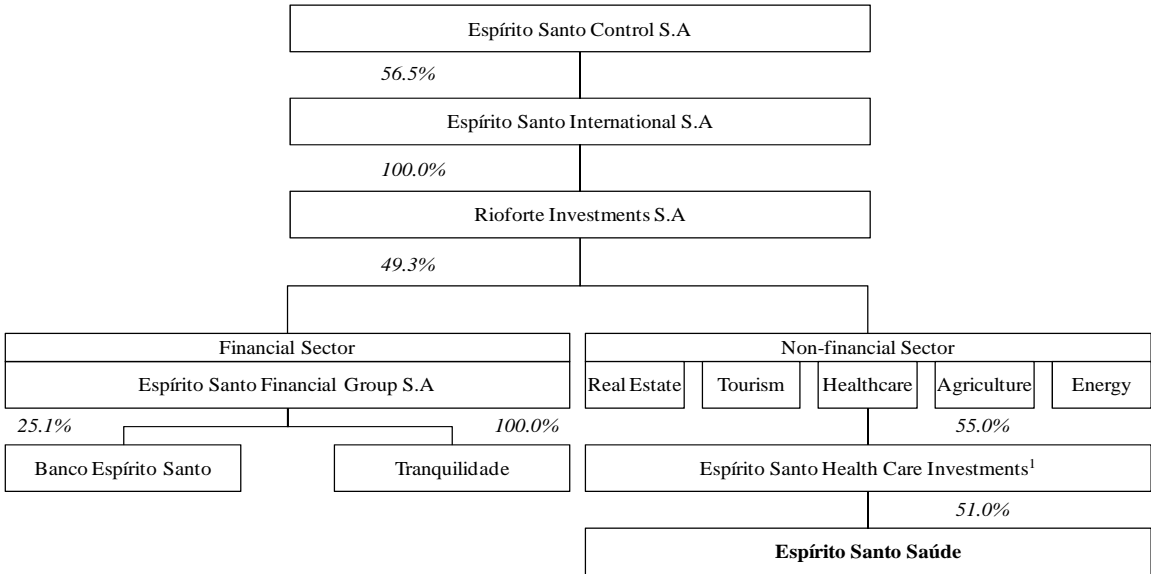 Espírito Santo Control S.A
56.5%
Espírito Santo International S.A
100.0%
Rioforte Investments S.A
49.3%
Financial Sector
Espírito Santo Financial Group S.A
25.1%
100.0%
Banco Espírito Santo
Tranquilidade
Non-financial Sector
Real Estate
Tourism
Healthcare
Agriculture
Energy
55.0%
Espírito Santo Health Care Investments¹
51.0%
Espírito Santo Saúde